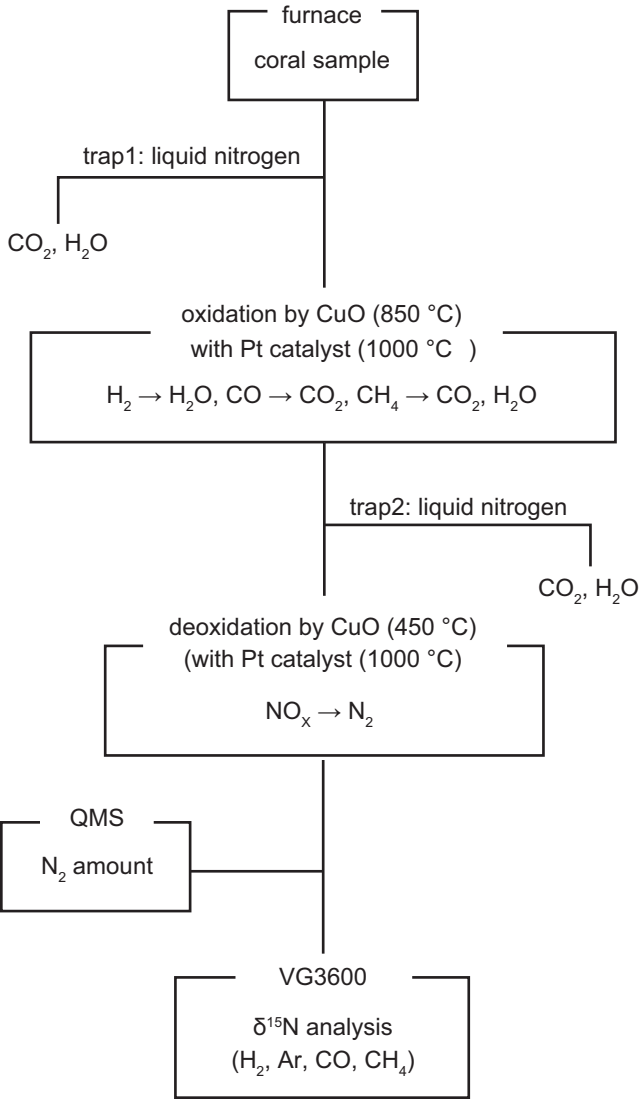 furnace
coral sample
trap1: liquid nitrogen
CO₂, H₂O
oxidation by CuO (850 °C)
with Pt catalyst (1000 °C )
H₂ → H₂O, CO → CO₂, CH₄ → CO₂, H₂O
trap2: liquid nitrogen
CO₂, H₂O
deoxidation by CuO (450 °C)
(with Pt catalyst (1000 °C)
NOₓ → N₂
QMS
N₂ amount
VG3600
δ¹⁵N analysis
(H₂, Ar, CO, CH₄)